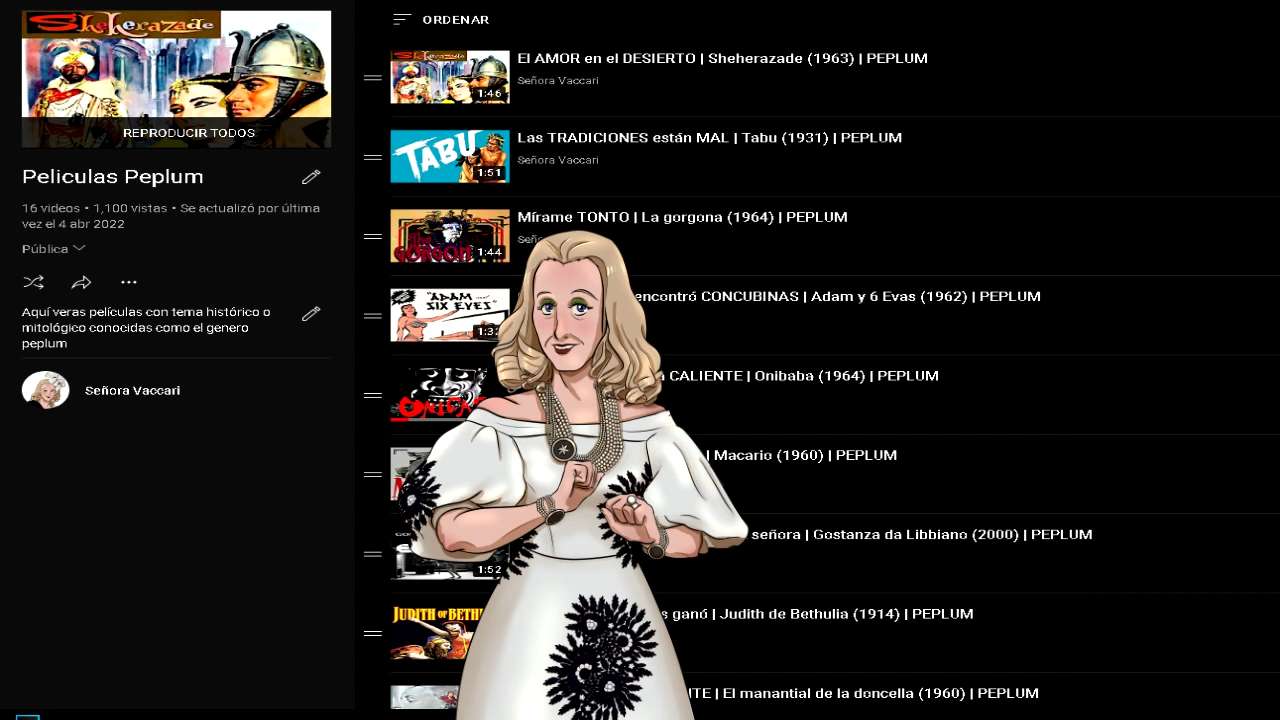 Sheherazade
REPRODUCIR TODOS
Peliculas Peplum
16 videos • 1,100 vistas • Se actualizó por última
vez el 4 abr 2022
Pública
Aquí veras películas con tema histórico o
mitológico conocidas como el genero
peplum
Señora Vaccari
ORDENAR
Sheherazade
1:46
El AMOR en el DESIERTO | Sheherazade (1963) | PEPLUM
Señora Vaccari
TABU
1:51
Las TRADICIONES están MAL | Tabu (1931) | PEPLUM
Señora Vaccari
The GORGON
1:44
Mírame TONTO | La gorgona (1964) | PEPLUM
"ADAM and
SIX EVES"
encontró CONCUBINAS | Adam y 6 Evas (1962) | PEPLUM
CALIENTE | Onibaba (1964) | PEPLUM
| Macario (1960) | PEPLUM
1:52
señora | Gostanza da Libbiano (2000) | PEPLUM
JUDITH OF
ganó | Judith de Bethulia (1914) | PEPLUM
| El manantial de la doncella (1960) | PEPLUM